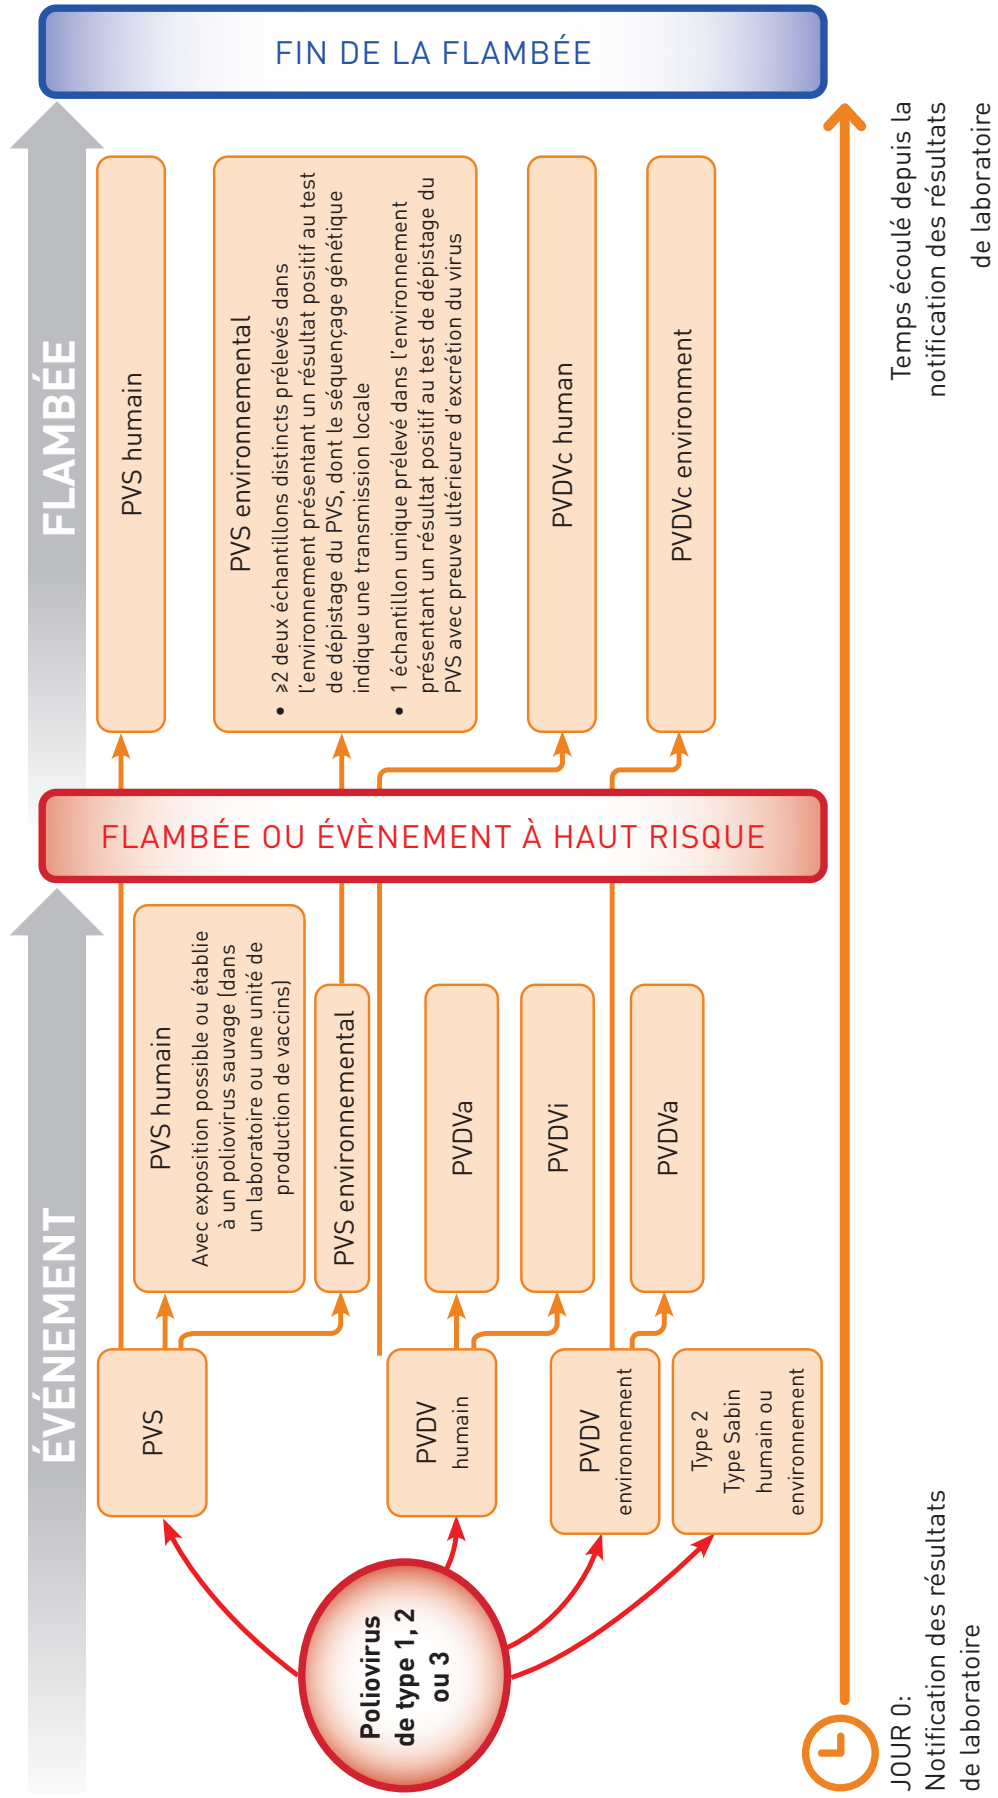 ÉVÉNEMENT
FLAMBÉE
Poliovirus
de type 1, 2
ou 3
PVS
PVDV
humain
PVDV
environnement
Type 2
Type Sabin
humain ou
environnement
PVS humain
Avec exposition possible ou établie
à un poliovirus sauvage (dans
un laboratoire ou une unité de
production de vaccins)
PVS environnemental
PVDVa
PVDVi
PVDVa
FLAMBÉE OU ÉVÈNEMENT À HAUT RISQUE
PVS humain
PVS environnemental
• ≥2 deux échantillons distincts prélevés dans
l'environnement présentant un résultat positif au test
de dépistage du PVS, dont le séquençage génétique
indique une transmission locale
• 1 échantillon unique prélevé dans l'environnement
présentant un résultat positif au test de dépistage du
PVS avec preuve ultérieure d'excrétion du virus
PVDVc human
PVDVc environment
FIN DE LA FLAMBÉE
JOUR 0:
Notification des résultats
de laboratoire
Temps écoulé depuis la
notification des résultats
de laboratoire